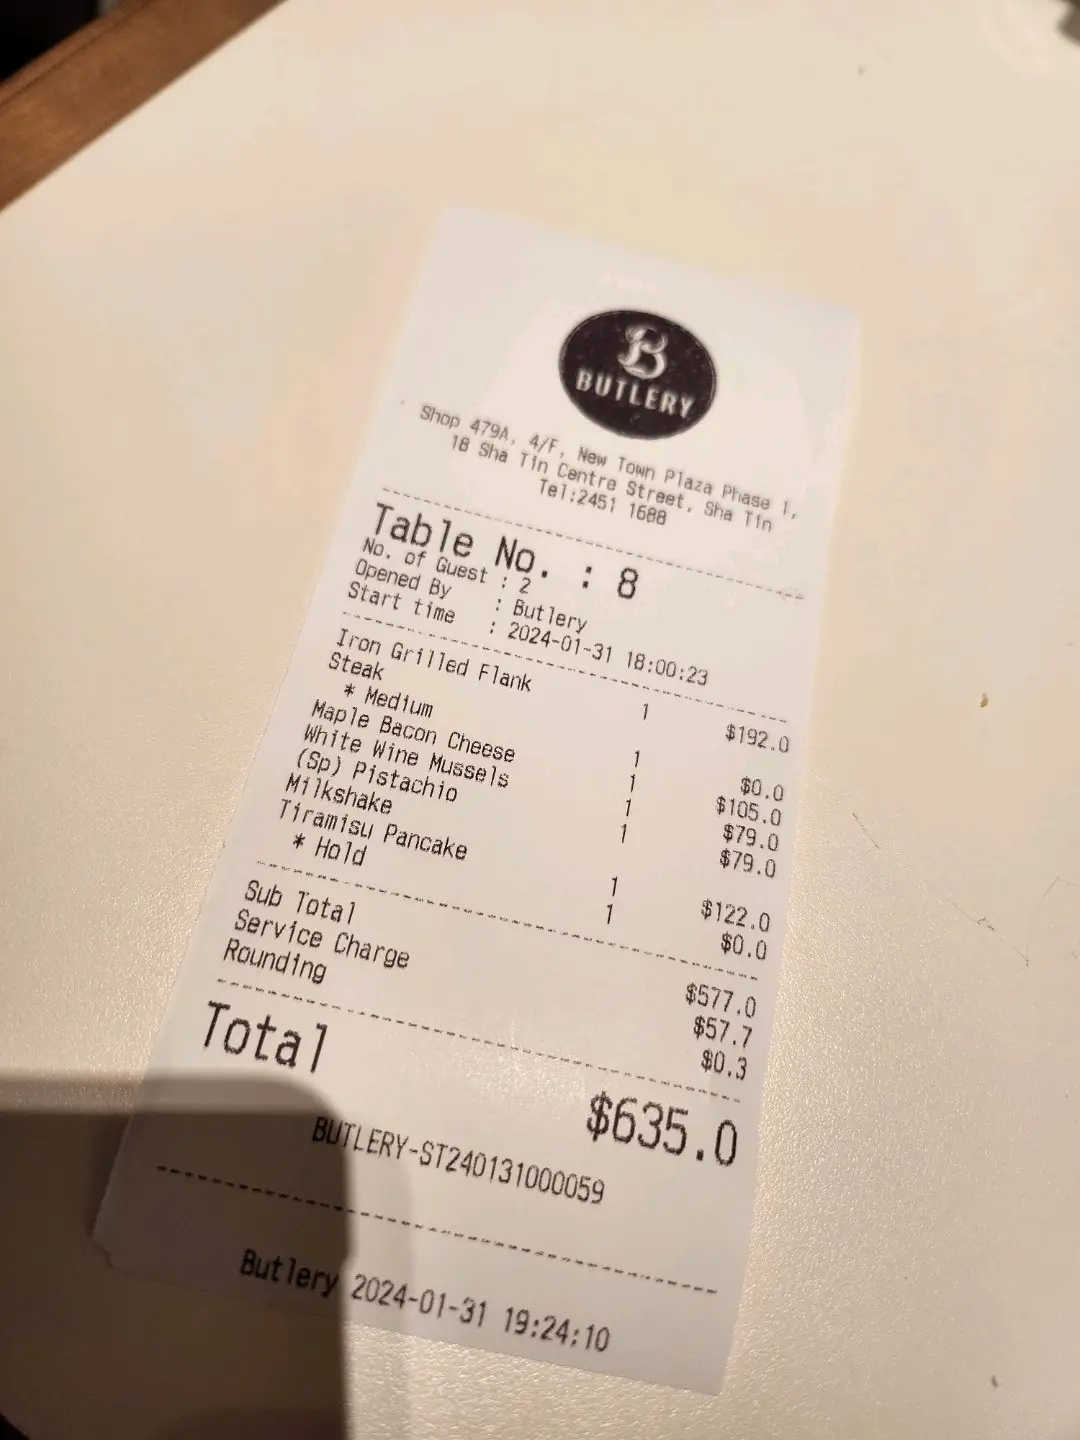 B
BUTLERY
Shop 479A, 4/F, New Town Plaza Phase 1,
18 Sha Tin Centre Street, Sha Tin
Tel:2451 1688
Table No. : 8
No. of Guest : 2
Opened By : Butlery
Start time : 2024-01-31 18:00:23
Iron Grilled Flank 1 $192.0
Steak
* Medium 1 $0.0
Maple Bacon Cheese 1 $105.0
White Wine Mussels 1 $79.0
(Sp) Pistachio 1 $79.0
Milkshake
Tiramisu Pancake 1 $122.0
* Hold 1 $0.0
Sub Total $577.0
Service Charge $57.7
Rounding $0.3
Total $635.0
BUTLERY-ST240131000059
Butlery 2024-01-31 19:24:10